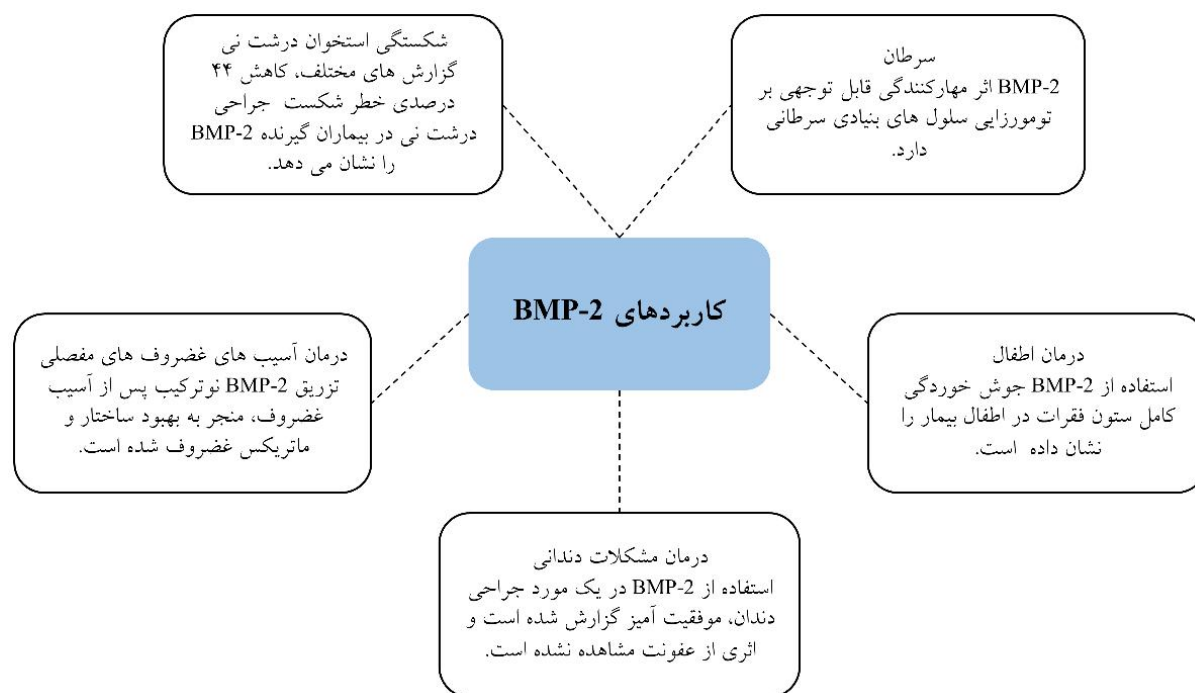 شکستگی استخوان درشت نی
گزارش های مختلف، کاهش ۴۴
درصدی خطر شکست جراحی
درشت نی در بیماران گیرنده BMP-2
را نشان می دهد.
سرطان
BMP-2 اثر مهارکنندگی قابل توجهی بر
تومورزایی سلول های بنیادی سرطانی
دارد.
کاربردهای BMP-2
درمان آسیب های غضروف های مفصلی
تزریق BMP-2 نوترکیب پس از آسیب
غضروف، منجر به بهبود ساختار و
ماتریکس غضروف شده است.
درمان اطفال
استفاده از BMP-2 جوش خوردگی
کامل ستون فقرات در اطفال بیمار را
نشان داده است.
درمان مشکلات دندانی
استفاده از BMP-2 در یک مورد جراحی
دندان، موفقیت آمیز گزارش شده است و
اثری از عفونت مشاهده نشده است.